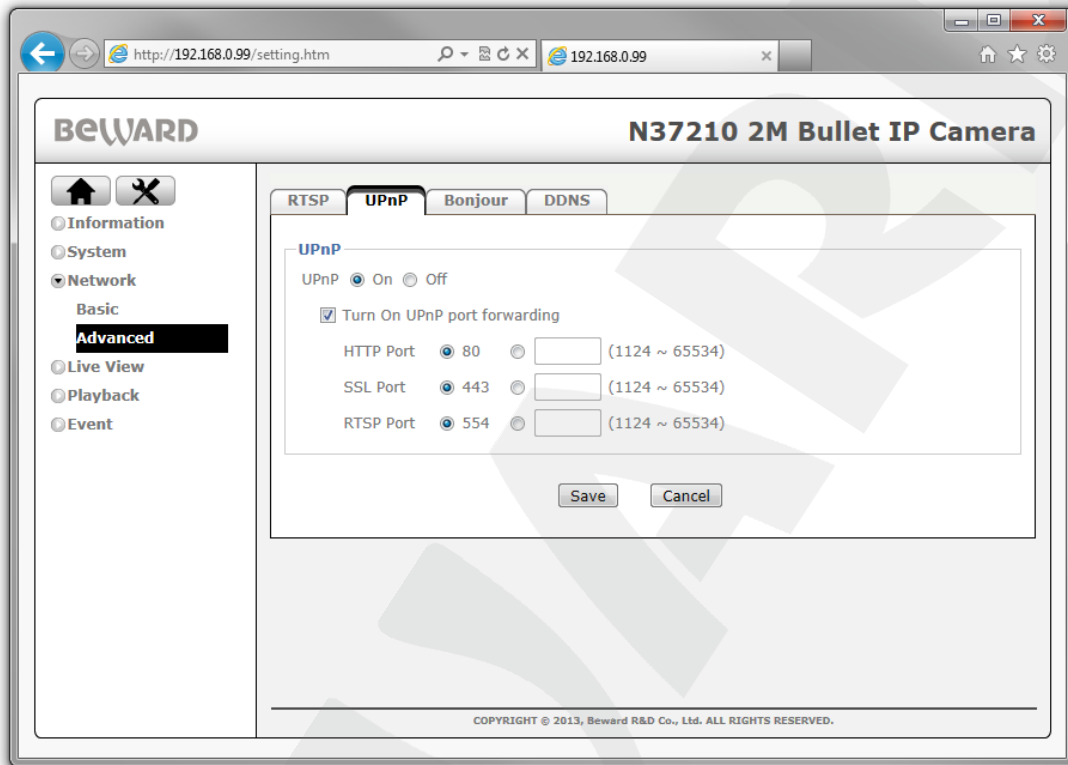 http://192.168.0.99/setting.htm
192.168.0.99
BEWARD
N37210 2M Bullet IP Camera
Information
System
Network
Basic
Advanced
Live View
Playback
Event
RTSP UPnP Bonjour DDNS
UPnP
UPnP On Off
Turn On UPnP port forwarding
HTTP Port 80 (1124 ~ 65534)
SSL Port 443 (1124 ~ 65534)
RTSP Port 554 (1124 ~ 65534)
Save Cancel
COPYRIGHT © 2013, Beward R&D Co., Ltd. ALL RIGHTS RESERVED.